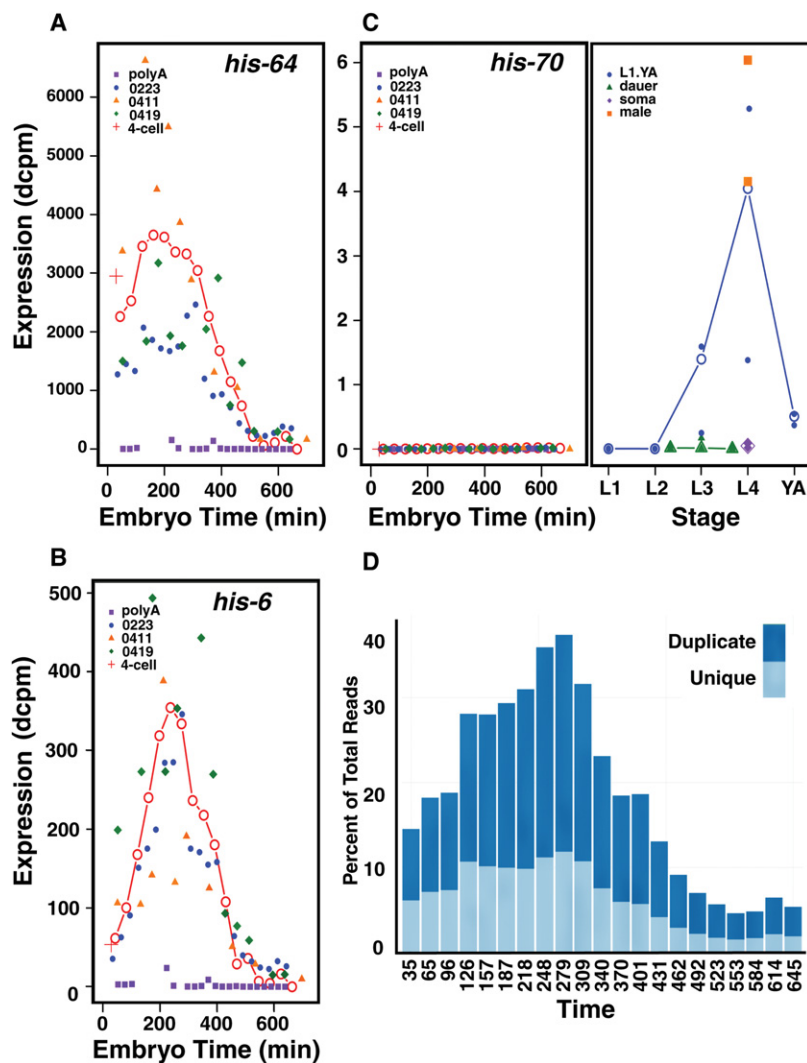 A
his-64
polyA
0223
0411
0419
4-cell
Expression (dcpm)
6000
5000
4000
3000
2000
1000
0
0 200 400 600
Embryo Time (min)
C
his-70
polyA
0223
0411
0419
4-cell
6
5
4
3
2
1
0
0 200 400 600
Embryo Time (min)
L1.YA
dauer
soma
male
L1 L2 L3 L4 YA
Stage
B
his-6
polyA
0223
0411
0419
4-cell
Expression (dcpm)
500
400
300
200
100
0
0 200 400 600
Embryo Time (min)
D
Duplicate
Unique
Percent of Total Reads
40
30
20
10
0
35 65 96 126 157 187 218 248 279 309 340 370 401 431 462 492 523 553 584 614 645
Time